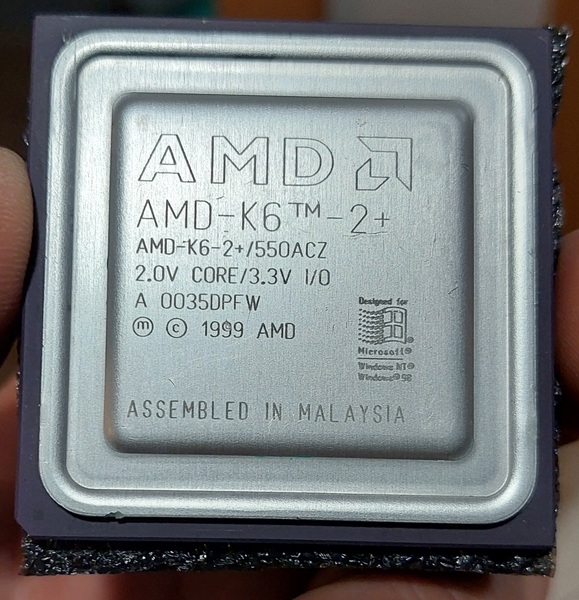 AMD
AMD-K6™-2+
AMD-K6-2+/550ACZ
2.0V CORE/3.3V I/O
A 0035DPFW
ⓜ © 1999 AMD
Designed for
Microsoft®
Windows NT®
Windows®98
ASSEMBLED IN MALAYSIA